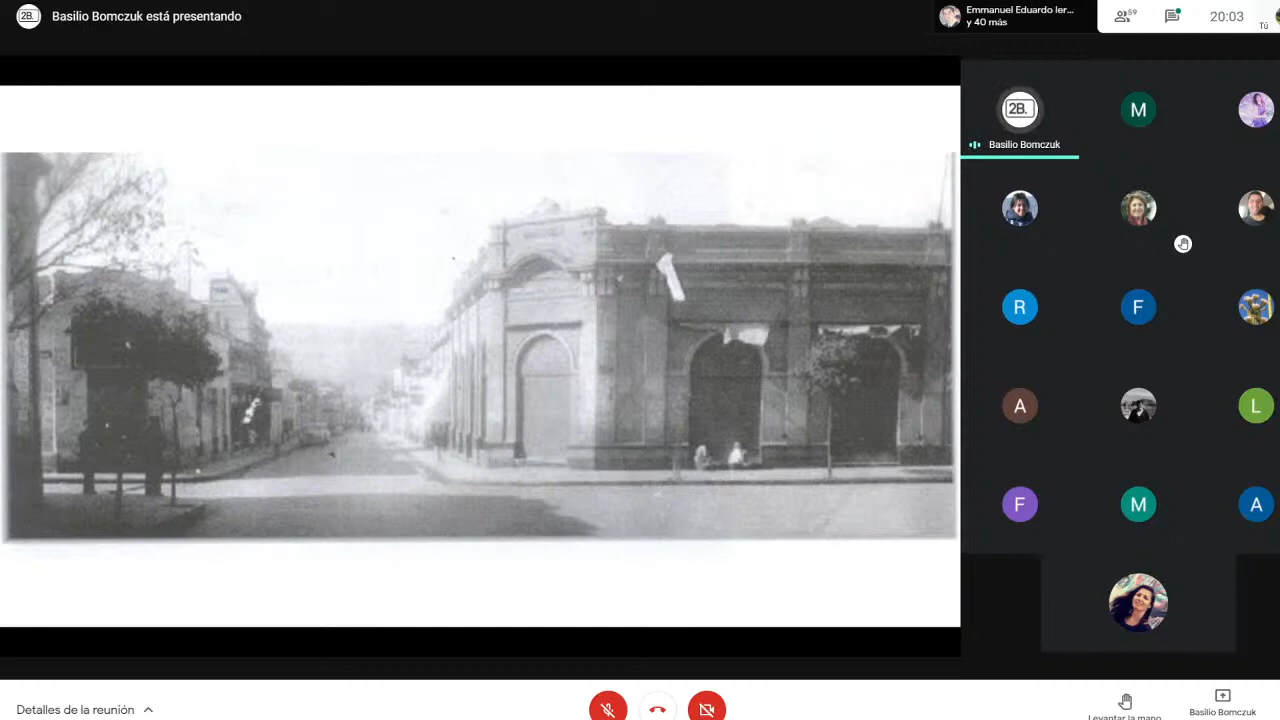 2B.
Basilio Bomczuk está presentando
Emmanuel Eduardo Ier...
y 40 más
59
20:03
Tú
2B.
M
Basilio Bomczuk
R
F
A
L
F
M
A
Detalles de la reunión
Levantar la mano
Basilio Bomczuk